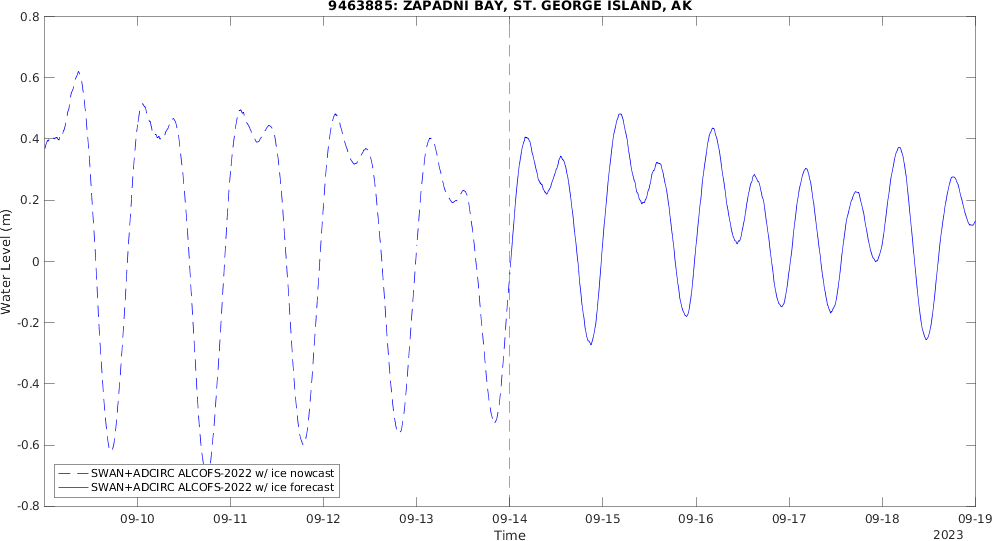 9463885: ZAPADNI BAY, ST. GEORGE ISLAND, AK
0.8
0.6
0.4
0.2
0
-0.2
-0.4
-0.6
-0.8
Water Level (m)
SWAN+ADCIRC ALCOFS-2022 w/ ice nowcast
SWAN+ADCIRC ALCOFS-2022 w/ ice forecast
09-10 09-11 09-12 09-13 09-14 09-15 09-16 09-17 09-18 09-19
Time
2023